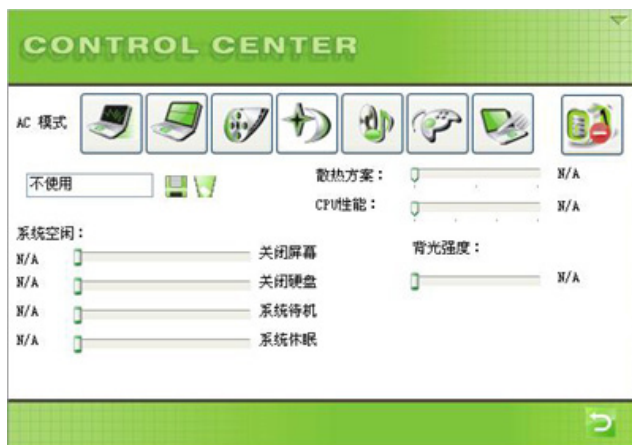 CONTROL CENTER
AC 模式
不使用
散热方案： N/A
CPU性能： N/A
系统空闲：
N/A 关闭屏幕
N/A 关闭硬盘
N/A 系统待机
N/A 系统休眠
背光强度：
N/A